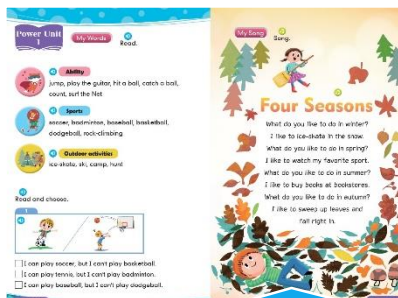 Power Unit
1
My Words
Read.
Ability
jump, play the guitar, hit a ball, catch a ball,
count, surf the Net
Sports
soccer, badminton, baseball, basketball,
dodgeball, rock-climbing
Outdoor activities
ice-skate, ski, camp, hunt
Read and choose.
1
I can play soccer, but I can't play basketball.
I can play tennis, but I can't play badminton.
I can play baseball, but I can't play dodgeball.
My Song
Song.
Four Seasons
What do you like to do in winter?
I like to ice-skate in the snow.
What do you like to do in spring?
I like to watch my favorite sport.
What do you like to do in summer?
I like to buy books at bookstores.
What do you like to do in autumn?
I like to sweep up leaves and
fall right in.